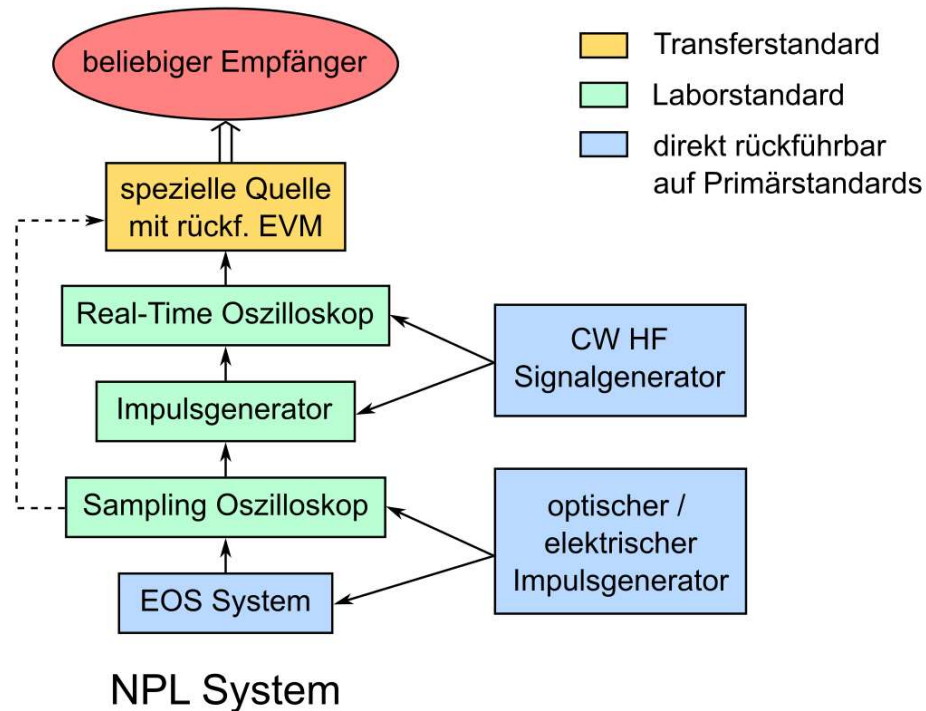 beliebiger Empfänger
Transferstandard
Laborstandard
direkt rückführbar
auf Primärstandards
spezielle Quelle
mit rückf. EVM
Real-Time Oszilloskop
CW HF
Signalgenerator
Impulsgenerator
Sampling Oszilloskop
optischer /
elektrischer
Impulsgenerator
EOS System
NPL System